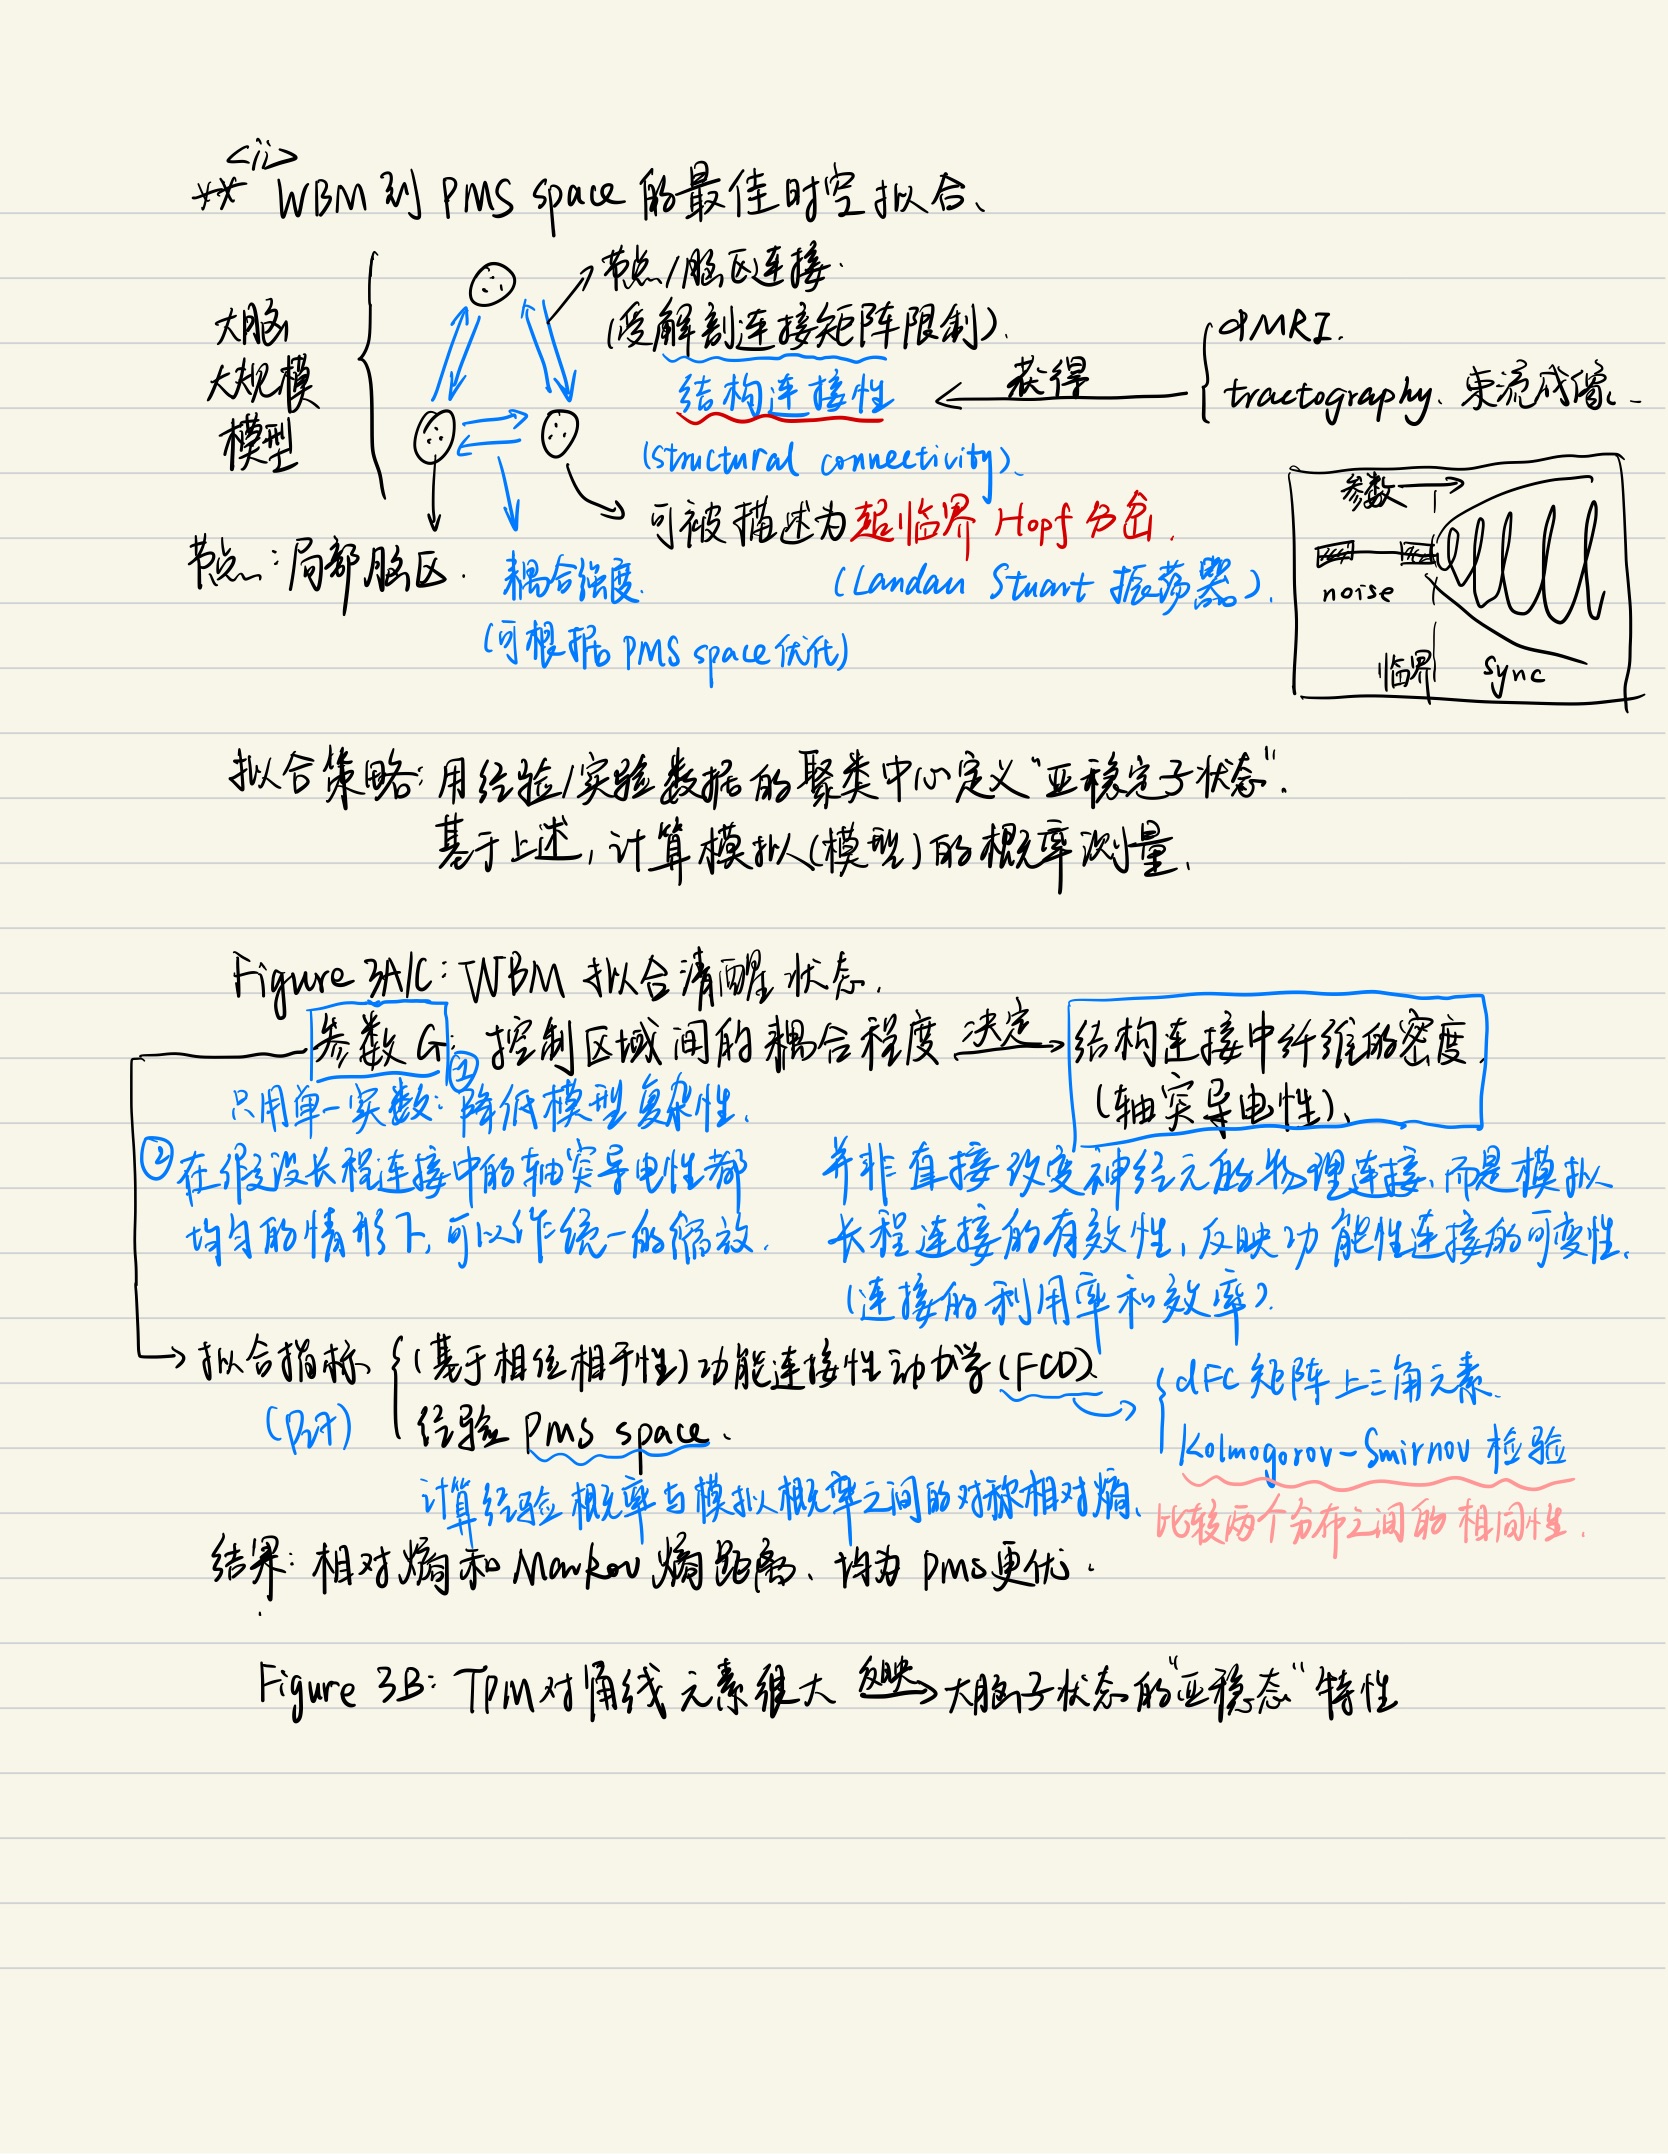 <ii>
** WBM到PMS space的最佳时空拟合、
大脑
大规模
模型
节点/脑区连接.
(受解剖连接矩阵限制).
结构连接性
(structural connectivity).
获得
dMRI.
tractography、束流成像、
节点:局部脑区.
耦合强度.
(可根据PMS space优化)
可被描述为超临界 Hopf 分岔.
(Landau Stuart 振荡器).
参数→
noise
临界
sync
拟合策略:用经验/实验数据的聚类中心定义"亚稳定子状态".
基于上述,计算模拟(模型)的概率测量、
Figure 3A/C:WBM 拟合清醒状态.
参数G:控制区域间的耦合程度 决定→ 结构连接中纤维的密度.
(轴突导电性)、
①
只用单一实数:降低模型复杂性.
②在假设长程连接中的轴突导电性都
均匀的情形下,可以作统一的缩放.
并非直接改变神经元的物理连接、而是模拟
长程连接的有效性,反映功能性连接的可变性.
(连接的利用率和效率).
拟合指标
(基于相位相干性)功能连接性动力学(FCD).
经验 PMS space.
dFC矩阵上三角元素.
Kolmogorov-Smirnov 检验
比较两个分布之间的相同性.
计算经验概率与模拟概率之间的对称相对熵、
结果:相对熵和Markov熵距离、均为PMS更优.
Figure 3B:TPM对角线元素很大 反映→ 大脑子状态的"亚稳态"特性